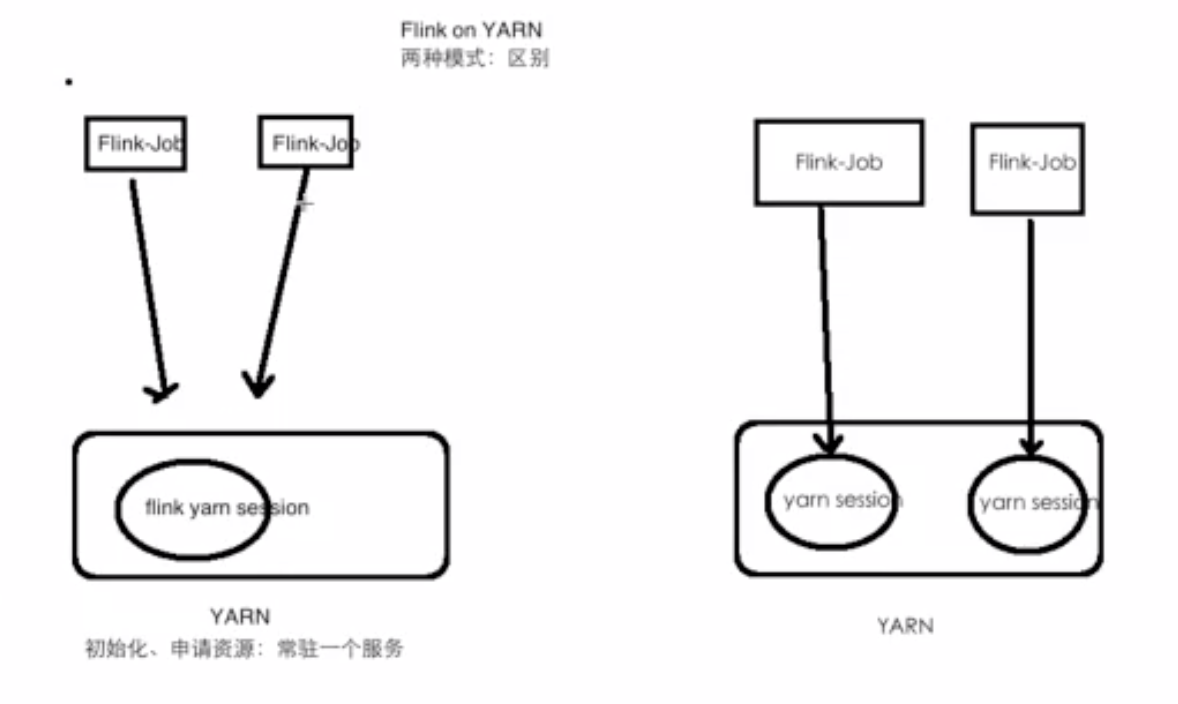 Flink on YARN
两种模式：区别
Flink-Job
Flink-Job
Flink-Job
Flink-Job
flink yarn session
yarn session
yarn session
YARN
初始化、申请资源：常驻一个服务
YARN